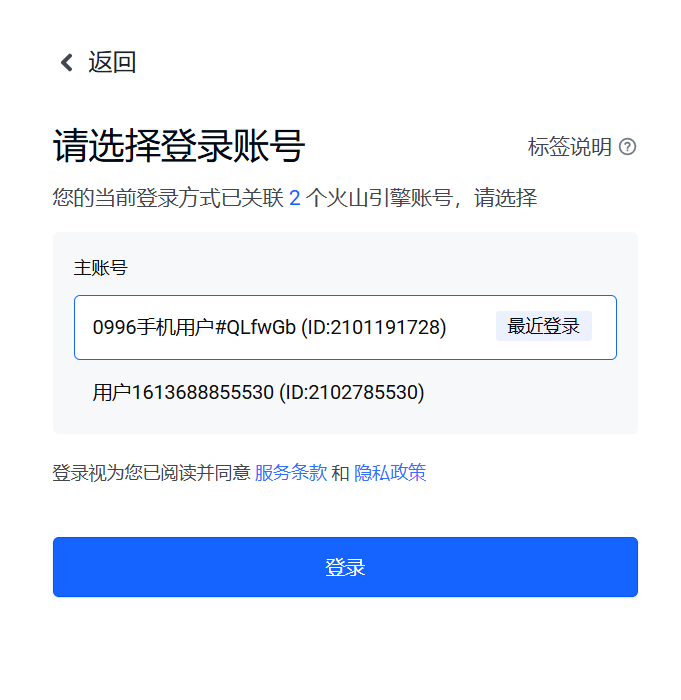 返回
请选择登录账号 标签说明
您的当前登录方式已关联 2 个火山引擎账号，请选择
主账号
0996手机用户#QLfwGb (ID:2101191728) 最近登录
用户1613688855530 (ID:2102785530)
登录视为您已阅读并同意 服务条款 和 隐私政策
登录